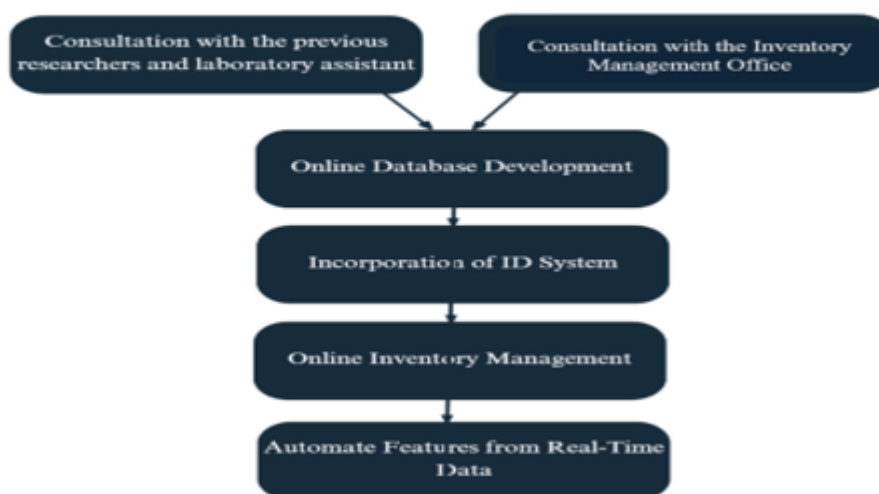 Consultation with the previous
researchers and laboratory assistant
Consultation with the Inventory
Management Office
Online Database Development
Incorporation of ID System
Online Inventory Management
Automate Features from Real-Time
Data